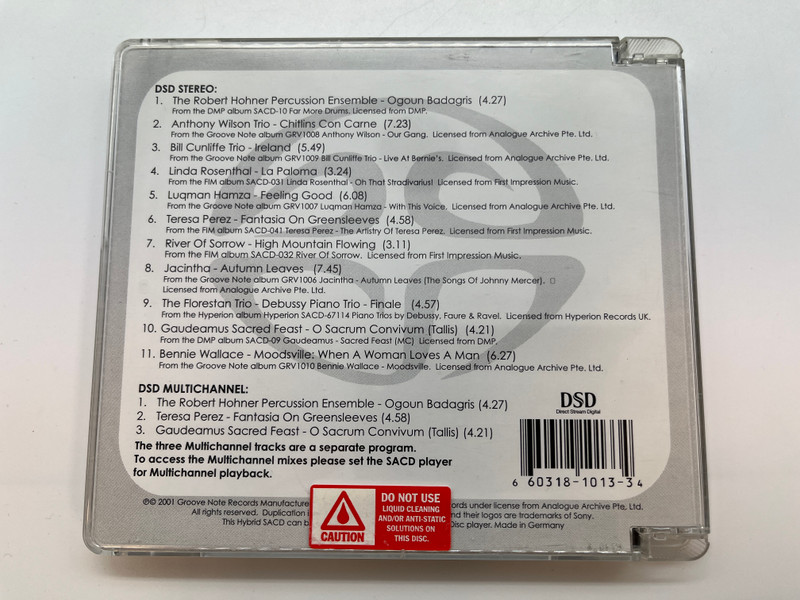 DSD STEREO:
1. The Robert Hohner Percussion Ensemble - Ogoun Badagris (4.27)
From the DMP album SACD-10 Far More Drums. Licensed from DMP.
2. Anthony Wilson Trio - Chitlins Con Carne (7.23)
From the Groove Note album GRV1008 Anthony Wilson - Our Gang. Licensed from Analogue Archive Pte. Ltd.
3. Bill Cunliffe Trio - Ireland (5.49)
From the Groove Note album GRV1009 Bill Cunliffe Trio - Live At Bernie's. Licensed from Analogue Archive Pte. Ltd.
4. Linda Rosenthal - La Paloma (3.24)
From the FIM album SACD-031 Linda Rosenthal - Oh That Stradivarius! Licensed from First Impression Music.
5. Luqman Hamza - Feeling Good (6.08)
From the Groove Note album GRV1007 Luqman Hamza - With This Voice. Licensed from Analogue Archive Pte. Ltd.
6. Teresa Perez - Fantasia On Greensleeves (4.58)
From the FIM album SACD-041 Teresa Perez - The Artistry Of Teresa Perez. Licensed from First Impression Music.
7. River Of Sorrow - High Mountain Flowing (3.11)
From the FIM album SACD-032 River Of Sorrow. Licensed from First Impression Music.
8. Jacintha - Autumn Leaves (7.45)
From the Groove Note album GRV1006 Jacintha - Autumn Leaves (The Songs Of Johnny Mercer).
Licensed from Analogue Archive Pte. Ltd.
9. The Florestan Trio - Debussy Piano Trio - Finale (4.57)
From the Hyperion album Hyperion SACD-67114 Piano Trios by Debussy, Faure & Ravel. Licensed from Hyperion Records UK.
10. Gaudeamus Sacred Feast - O Sacrum Convivum (Tallis) (4.21)
From the DMP album SACD-09 Gaudeamus - Sacred Feast (MC) Licensed from DMP.
11. Bennie Wallace - Moodsville: When A Woman Loves A Man (6.27)
From the Groove Note album GRV1010 Bennie Wallace - Moodsville. Licensed from Analogue Archive Pte. Ltd.
DSD MULTICHANNEL:
1. The Robert Hohner Percussion Ensemble - Ogoun Badagris (4.27)
2. Teresa Perez - Fantasia On Greensleeves (4.58)
3. Gaudeamus Sacred Feast - O Sacrum Convivum (Tallis) (4.21)
The three Multichannel tracks are a separate program.
To access the Multichannel mixes please set the SACD player
for Multichannel playback.
DSD
Direct Stream Digital
6 60318-1013-3 4
℗© 2001 Groove Note Records Manufacture ords under license from Analogue Archive Pte, Ltd.
All rights reserved. Duplication and their logos are trademarks of Sony.
This Hybrid SACD can b Disc player. Made in Germany
CAUTION
DO NOT USE
LIQUID CLEANING
AND/OR ANTI-STATIC
SOLUTIONS ON
THIS DISC.